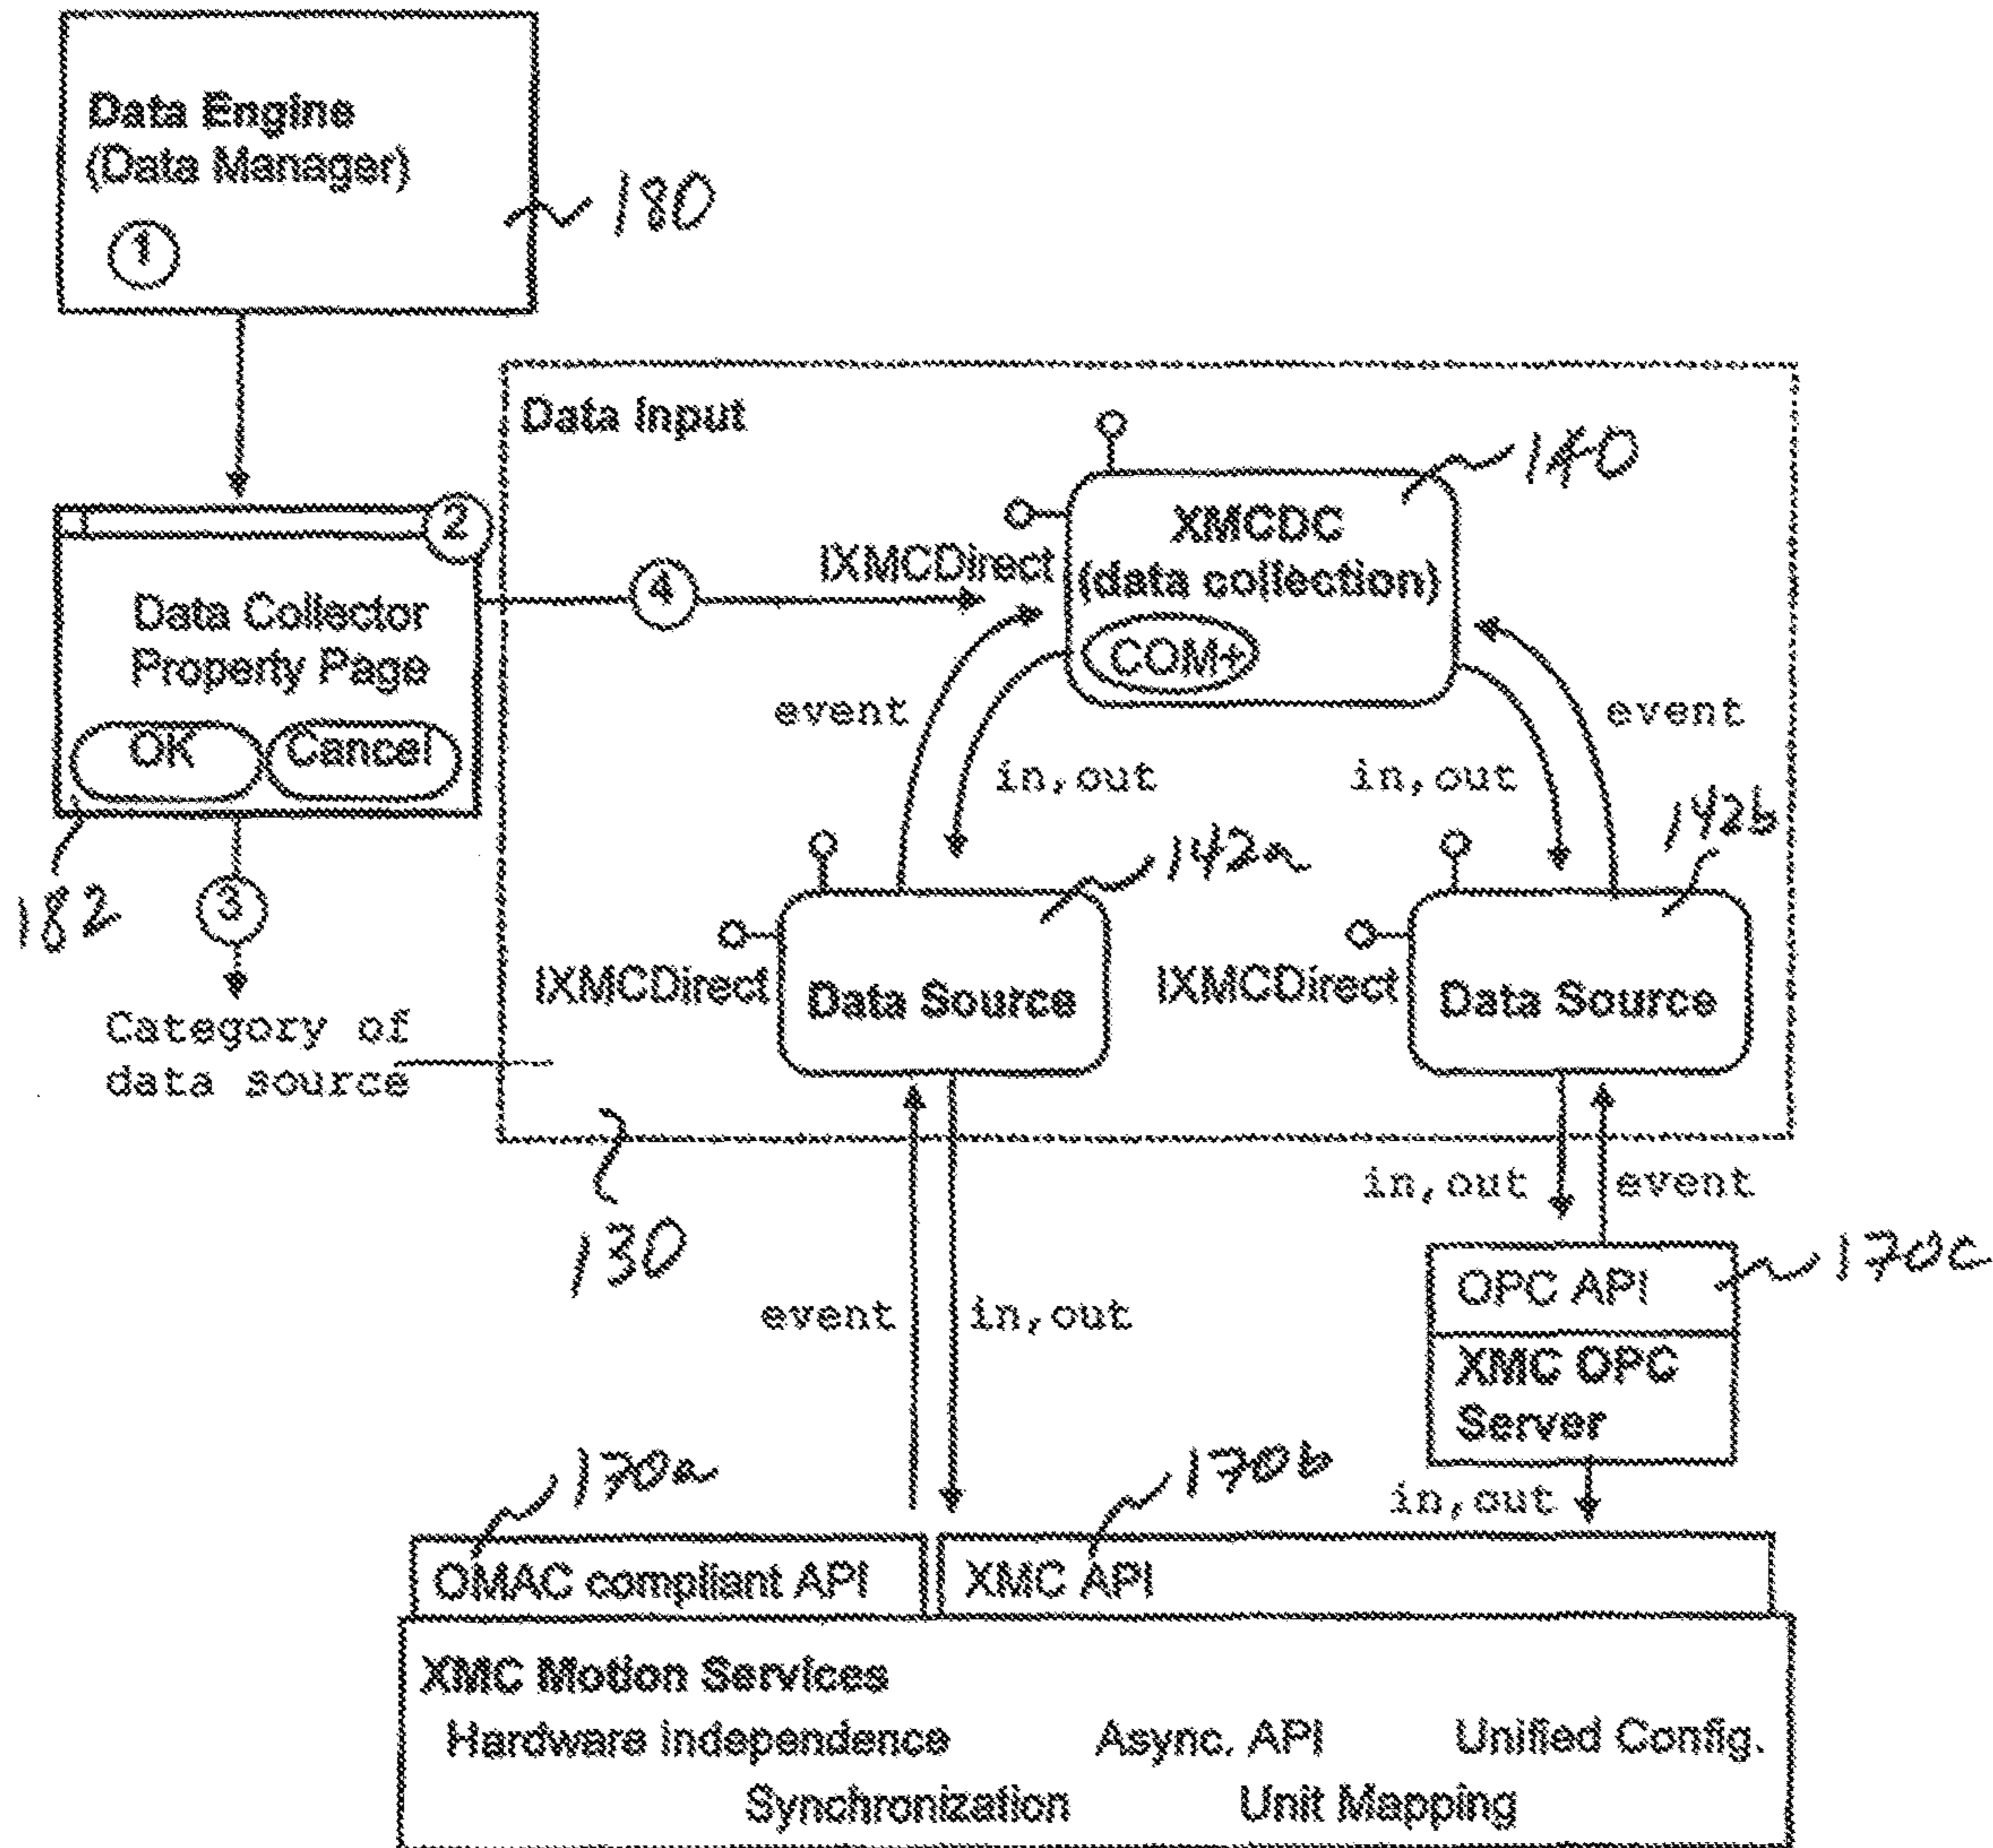 Data Engine
(Data Manager)
1
180
Data Input
140
XMCDC
(data collection)
COM+
IXMCDirect
2
4
Data Collector
Property Page
OK
Cancel
182
3
Category of
data source
event
in,out
in,out
event
142a
142b
IXMCDirect
Data Source
IXMCDirect
Data Source
130
in,out
event
event
in,out
170c
OPC API
XMC OPC
Server
in,out
170a
170b
OMAC compliant API
XMC API
XMC Motion Services
Hardware independence
Async. API
Unified Config.
Synchronization
Unit Mapping